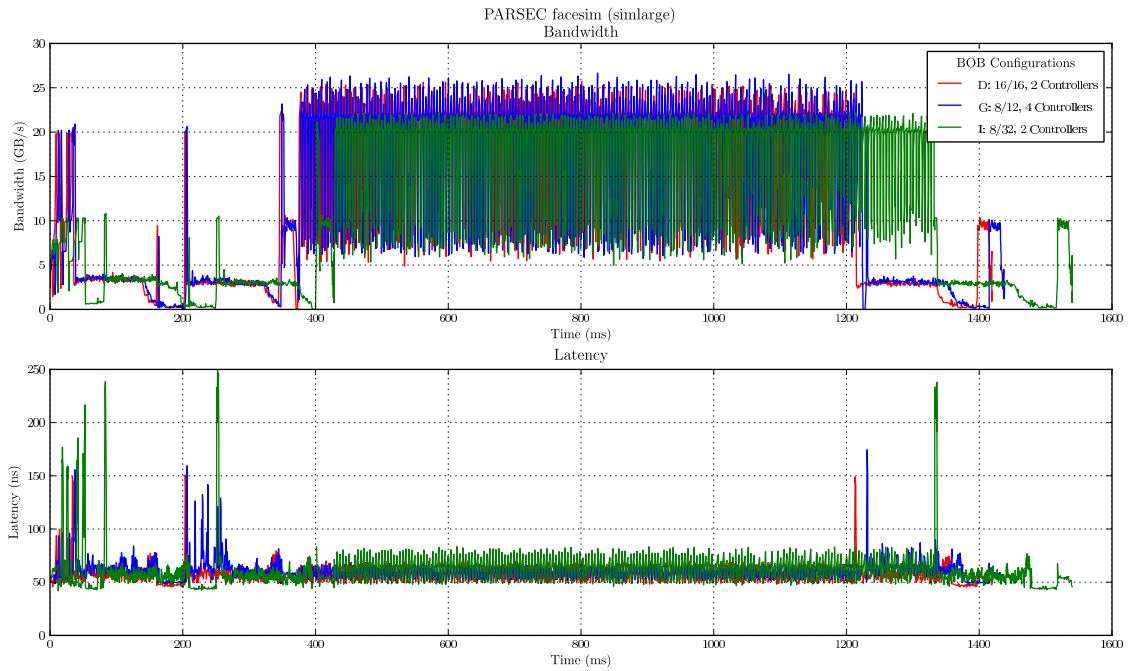 PARSEC facesim (simlarge)
Bandwidth
30
25
20
15
10
5
0
Bandwidth (GB/s)
BOB Configurations
D: 16/16, 2 Controllers
G: 8/12, 4 Controllers
I: 8/32, 2 Controllers
0 200 400 600 800 1000 1200 1400 1600
Time (ms)
Latency
250
200
150
100
50
0
Latency (ns)
0 200 400 600 800 1000 1200 1400 1600
Time (ms)